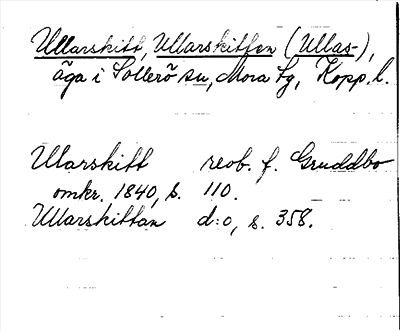 Ullarskift, Ullarskiften (Ullas-),
äga i Sollerö sn, Mora tg, Kopp. l.
Ullarskift reob. f. Gruddbo
omkr. 1840, s. 110.
Ullarskiftan d:o, s. 358.